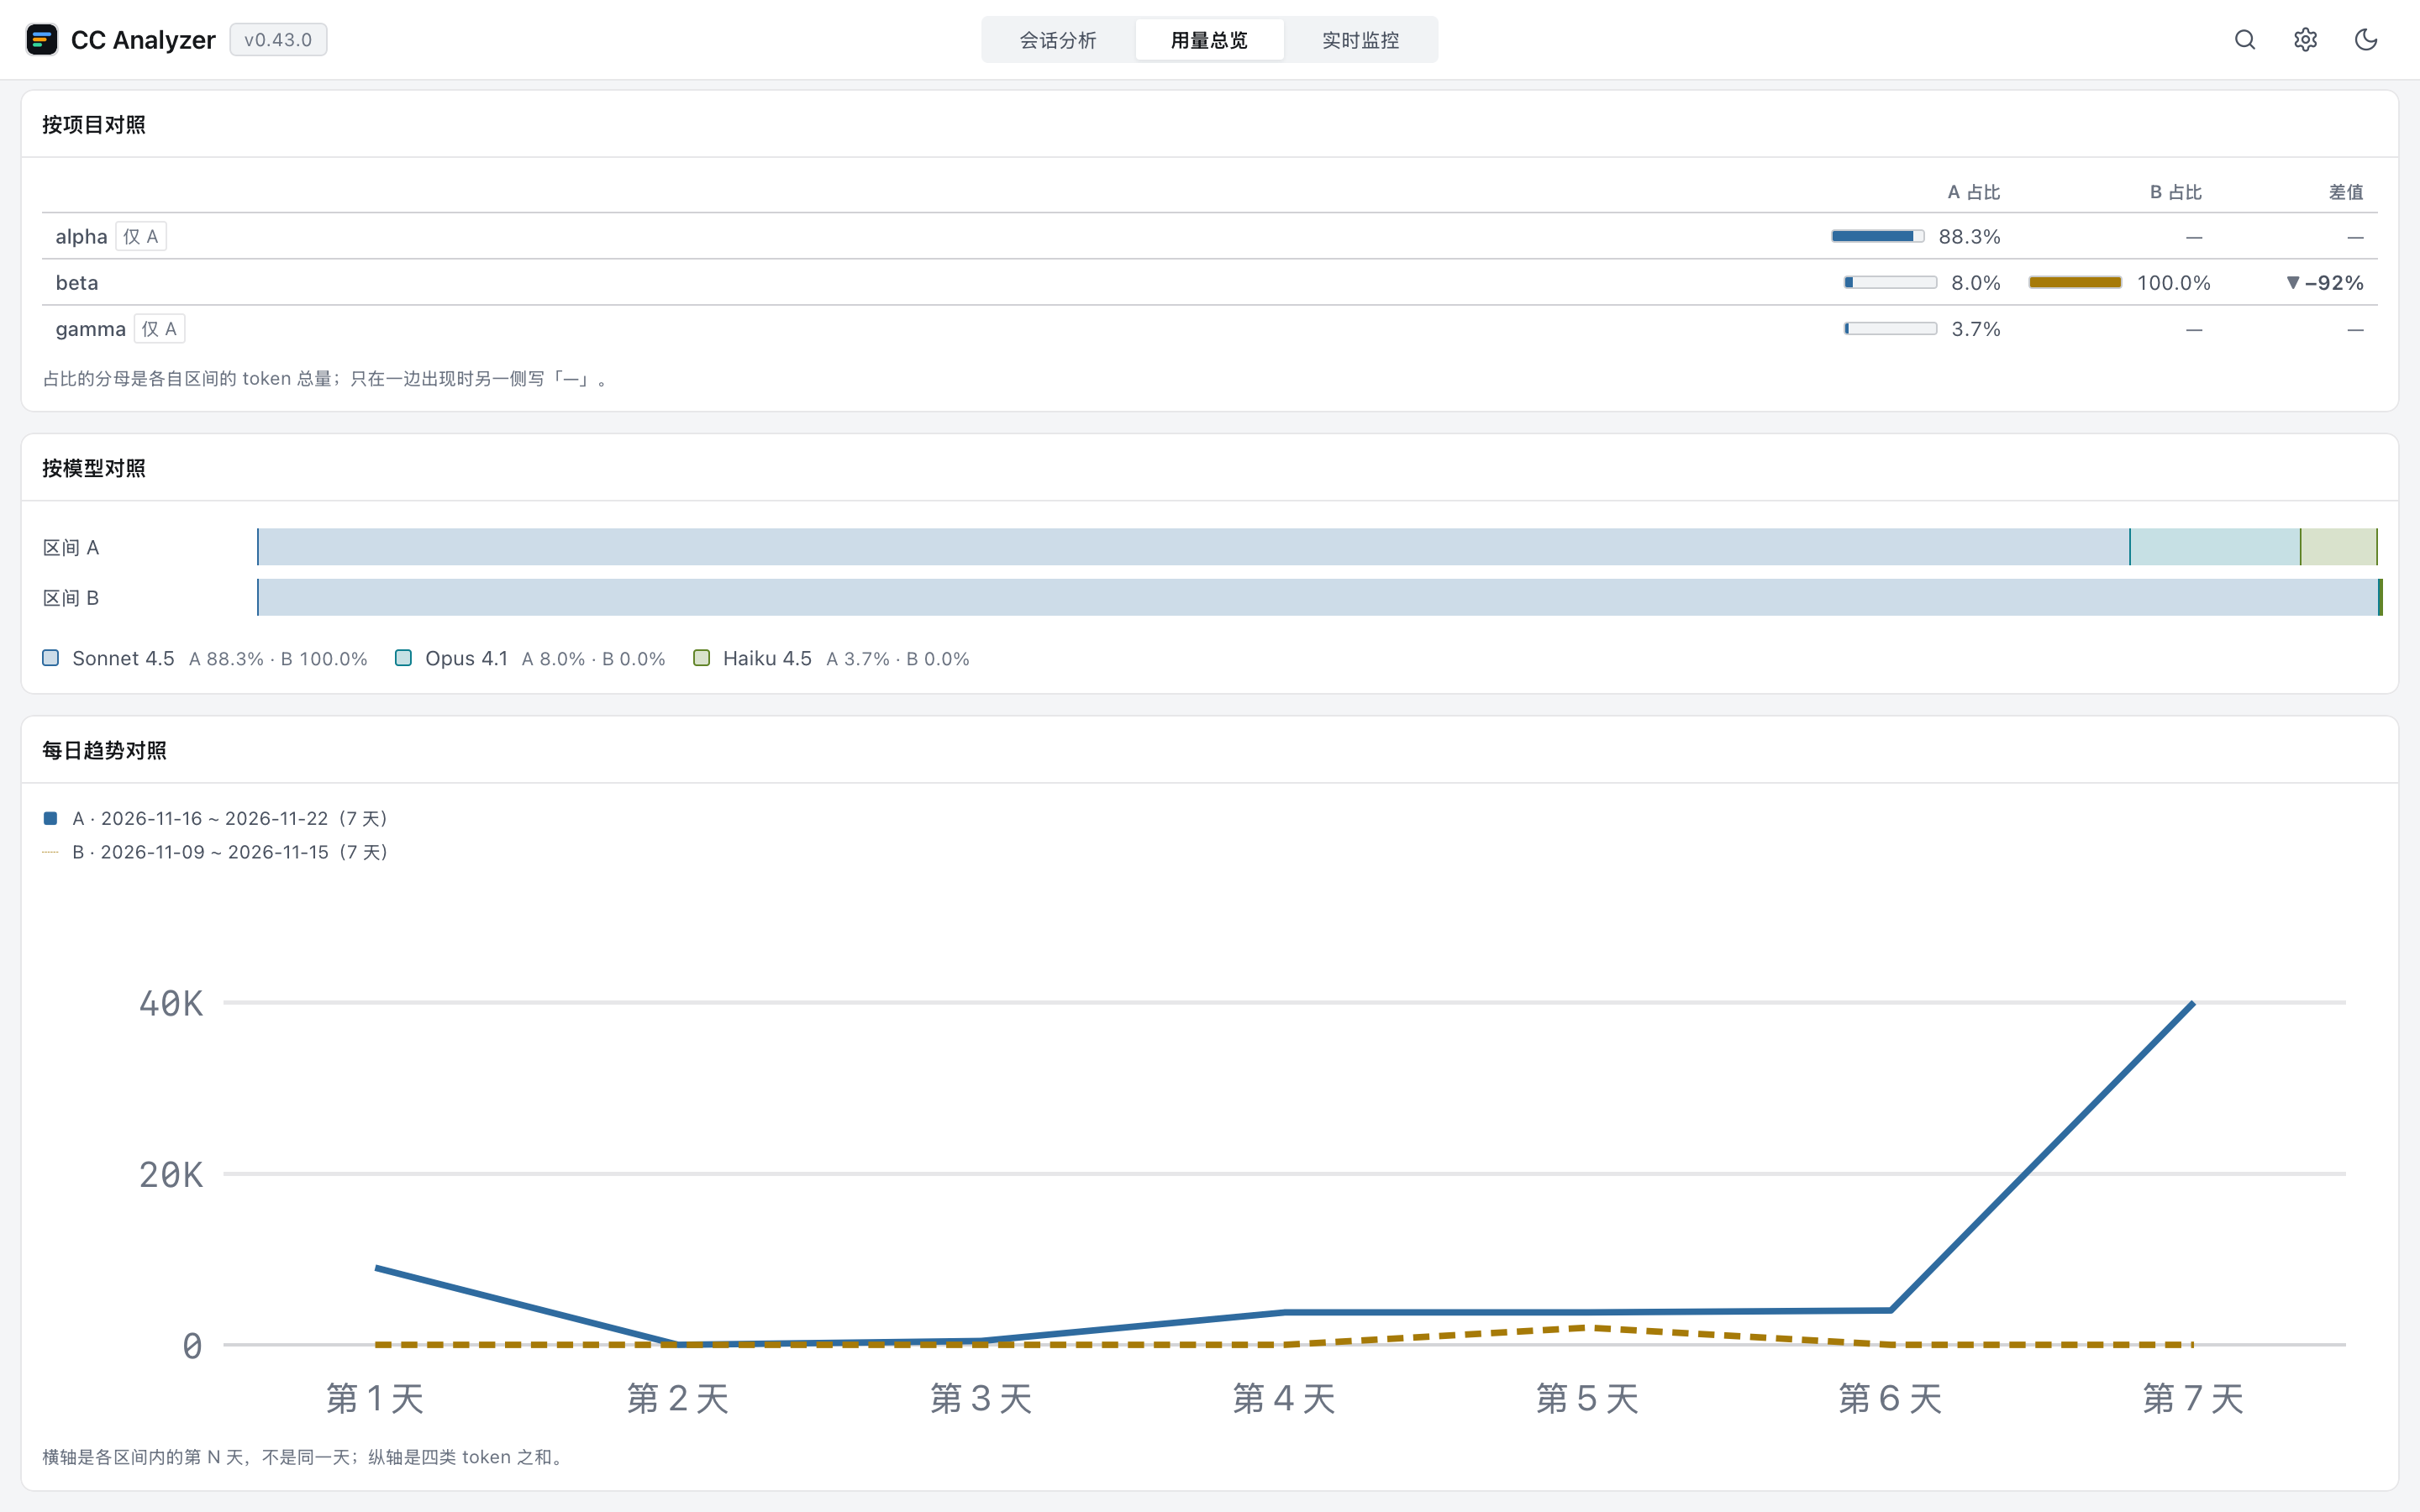 CC Analyzer v0.43.0 会话分析 用量总览 实时监控
按项目对照
A 占比 B 占比 差值
alpha 仅 A 88.3% — —
beta 8.0% 100.0% ▼−92%
gamma 仅 A 3.7% — —
占比的分母是各自区间的 token 总量；只在一边出现时另一侧写「—」。
按模型对照
区间 A
区间 B
Sonnet 4.5 A 88.3% · B 100.0% Opus 4.1 A 8.0% · B 0.0% Haiku 4.5 A 3.7% · B 0.0%
每日趋势对照
A · 2026-11-16 ~ 2026-11-22（7 天）
B · 2026-11-09 ~ 2026-11-15（7 天）
40K
20K
0
第 1 天 第 2 天 第 3 天 第 4 天 第 5 天 第 6 天 第 7 天
横轴是各区间内的第 N 天，不是同一天；纵轴是四类 token 之和。